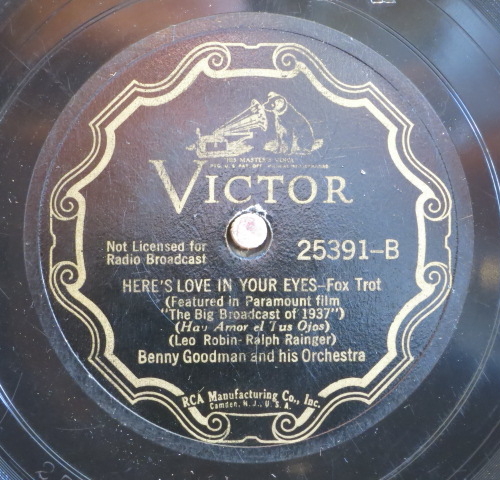 HIS MASTER'S VOICE
VICTOR
Not Licensed for
Radio Broadcast
25391-B
HERE'S LOVE IN YOUR EYES-Fox Trot
(Featured in Paramount film
"The Big Broadcast of 1937")
(Hay Amor el Tus Ojos)
(Leo Robin-Ralph Rainger)
Benny Goodman and his Orchestra
RCA Manufacturing Co., Inc.
Camden, N. J., U. S. A.